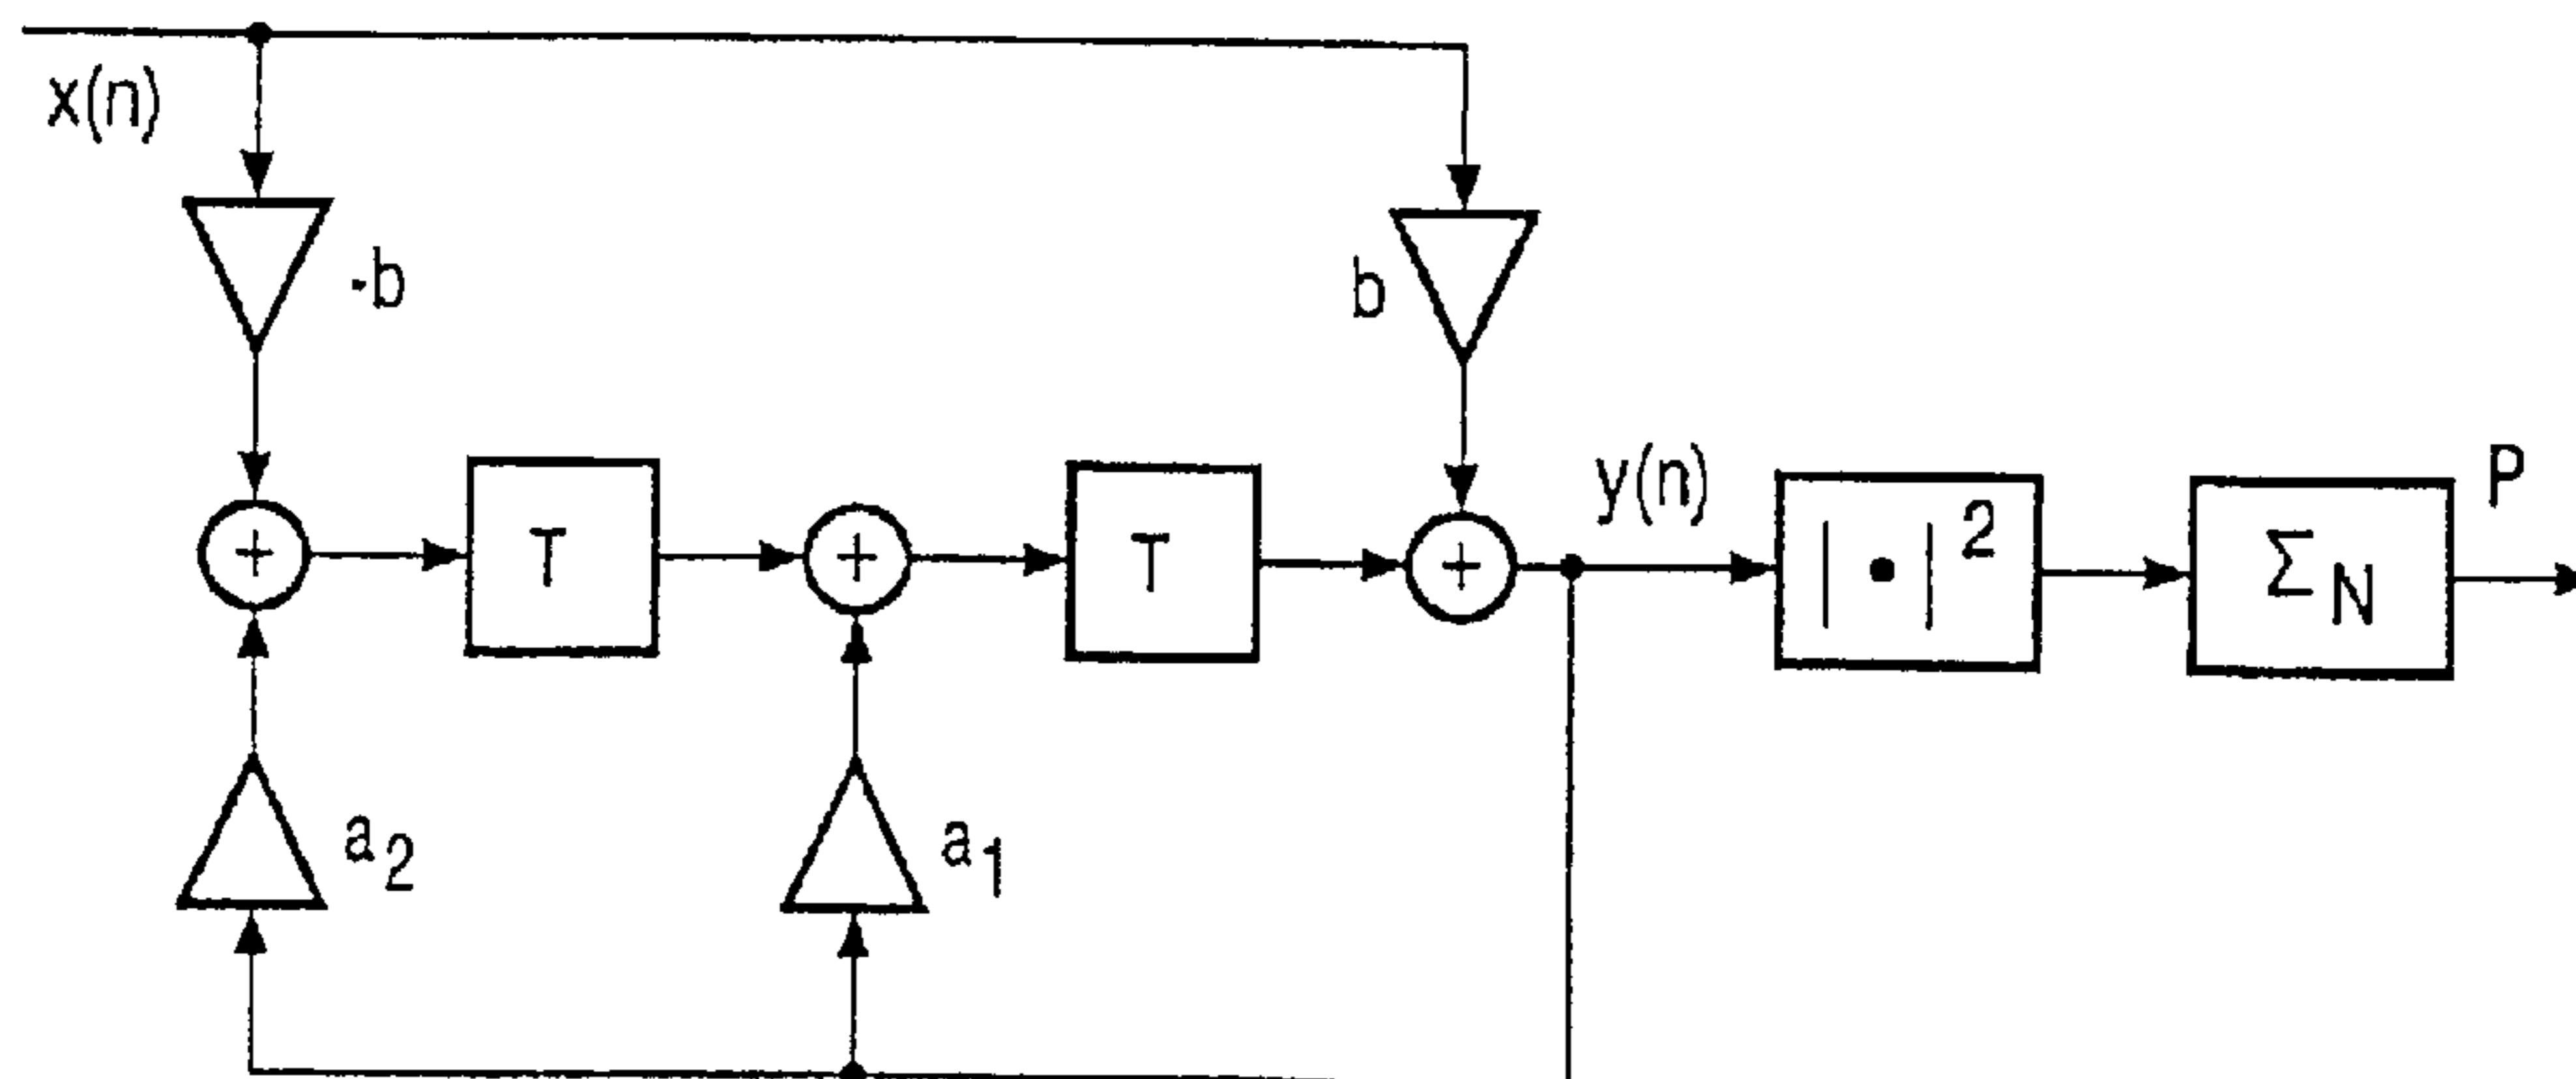 x(n)
-b
b
+
T
+
T
+
y(n)
|•|²
Σ_N
P
a₂
a₁